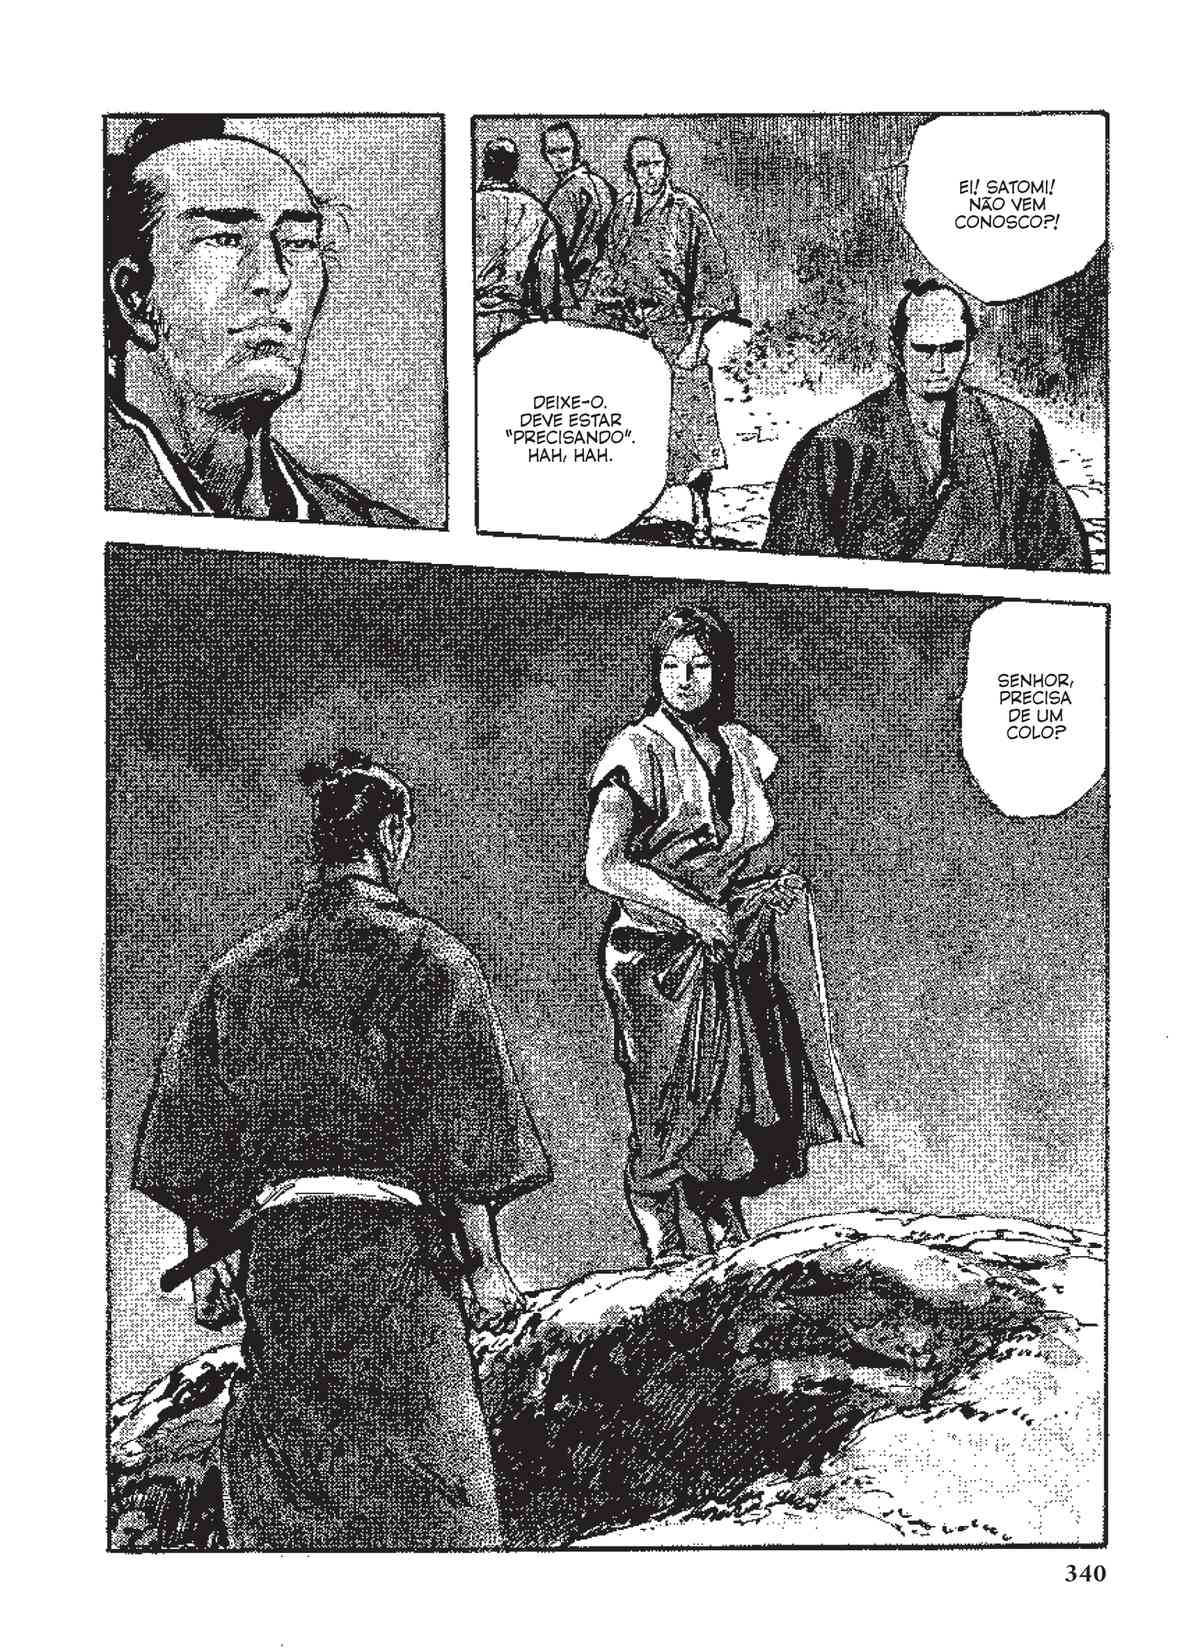 EI! SATOMI!
NÃO VEM
CONOSCO?!
DEIXE-O.
DEVE ESTAR
"PRECISANDO".
HAH, HAH.
SENHOR,
PRECISA
DE UM
COLO?
340